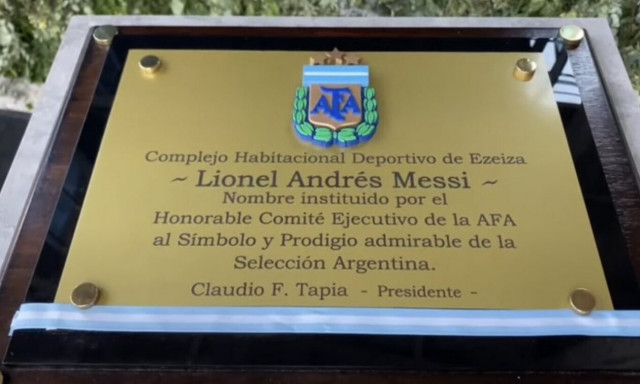 AFA
Complejo Habitacional Deportivo de Ezeiza
~ Lionel Andrés Messi ~
Nombre instituido por el
Honorable Comité Ejecutivo de la AFA
al Símbolo y Prodigio admirable de la
Selección Argentina.
Claudio F. Tapia - Presidente -